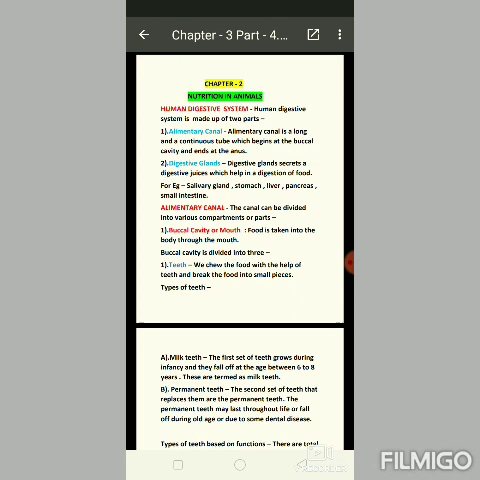 Chapter - 3 Part - 4....
CHAPTER - 2
NUTRITION IN ANIMALS
HUMAN DIGESTIVE SYSTEM - Human digestive
system is made up of two parts –
1).Alimentary Canal - Alimentary canal is a long
and a continuous tube which begins at the buccal
cavity and ends at the anus.
2).Digestive Glands – Digestive glands secrets a
digestive juices which help in a digestion of food.
For Eg – Salivary gland , stomach , liver , pancreas ,
small intestine.
ALIMENTARY CANAL - The canal can be divided
into various compartments or parts –
1).Buccal Cavity or Mouth : Food is taken into the
body through the mouth.
Buccal cavity is divided into three –
1).Teeth – We chew the food with the help of
teeth and break the food into small pieces.
Types of teeth –
A).Milk teeth – The first set of teeth grows during
infancy and they fall off at the age between 6 to 8
years . These are termed as milk teeth.
B). Permanent teeth – The second set of teeth that
replaces them are the permanent teeth. The
permanent teeth may last throughout life or fall
off during old age or due to some dental disease.
Types of teeth based on functions – There are total
RECORDER
FILMIGO